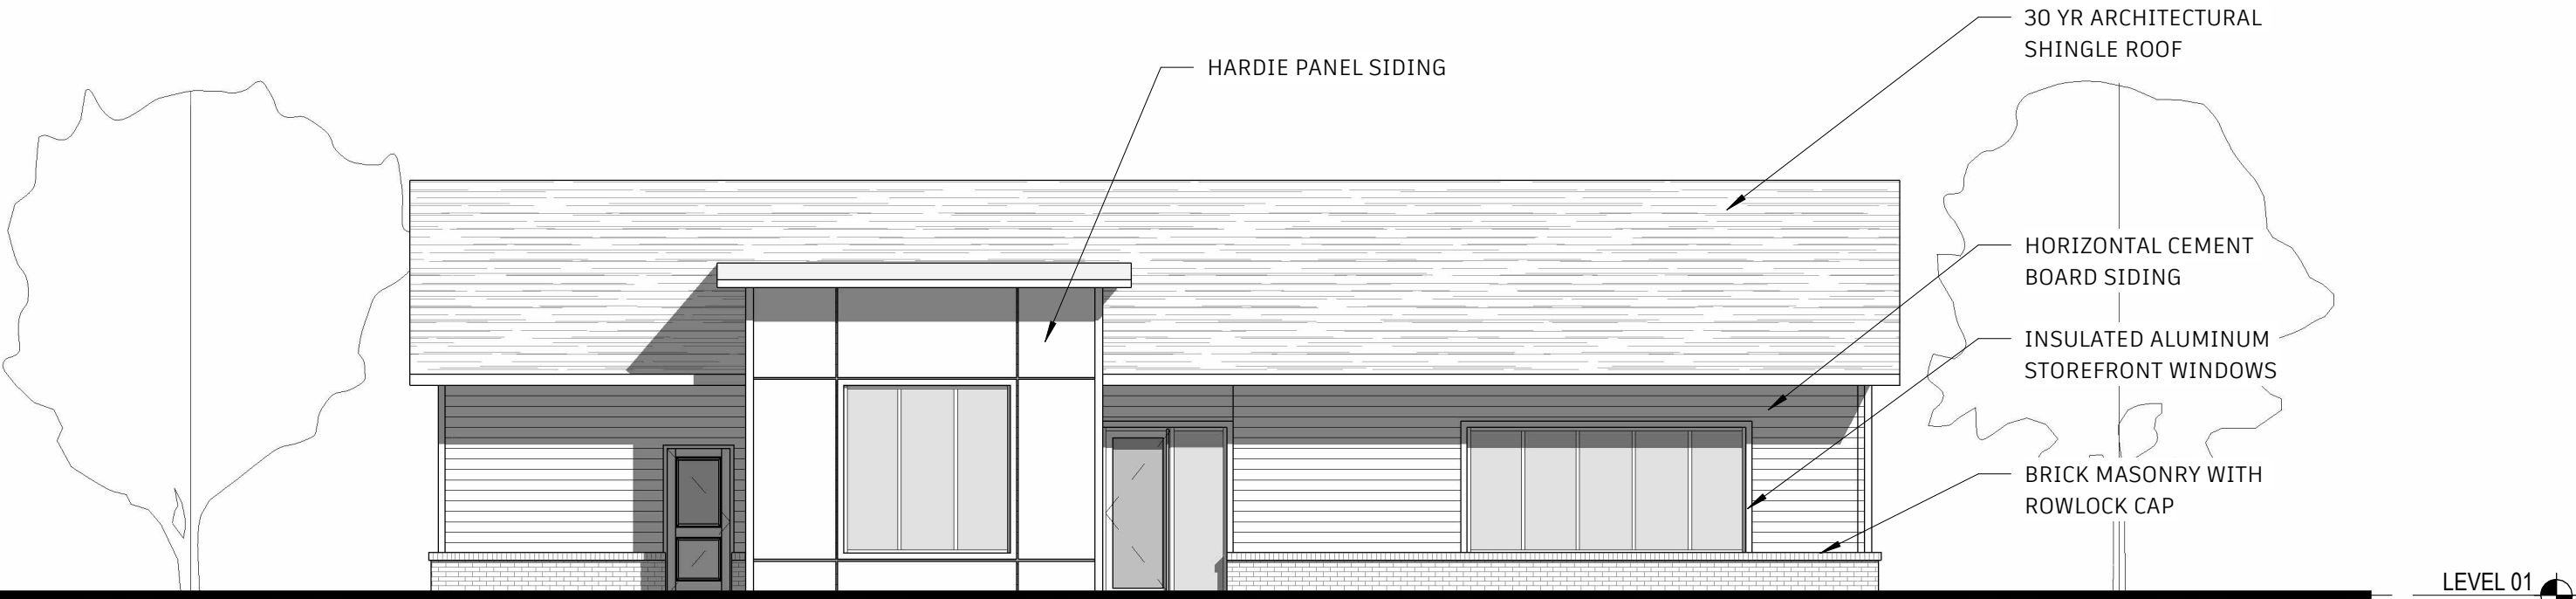 30 YR ARCHITECTURAL
SHINGLE ROOF
HARDIE PANEL SIDING
HORIZONTAL CEMENT
BOARD SIDING
INSULATED ALUMINUM
STOREFRONT WINDOWS
BRICK MASONRY WITH
ROWLOCK CAP
LEVEL 01